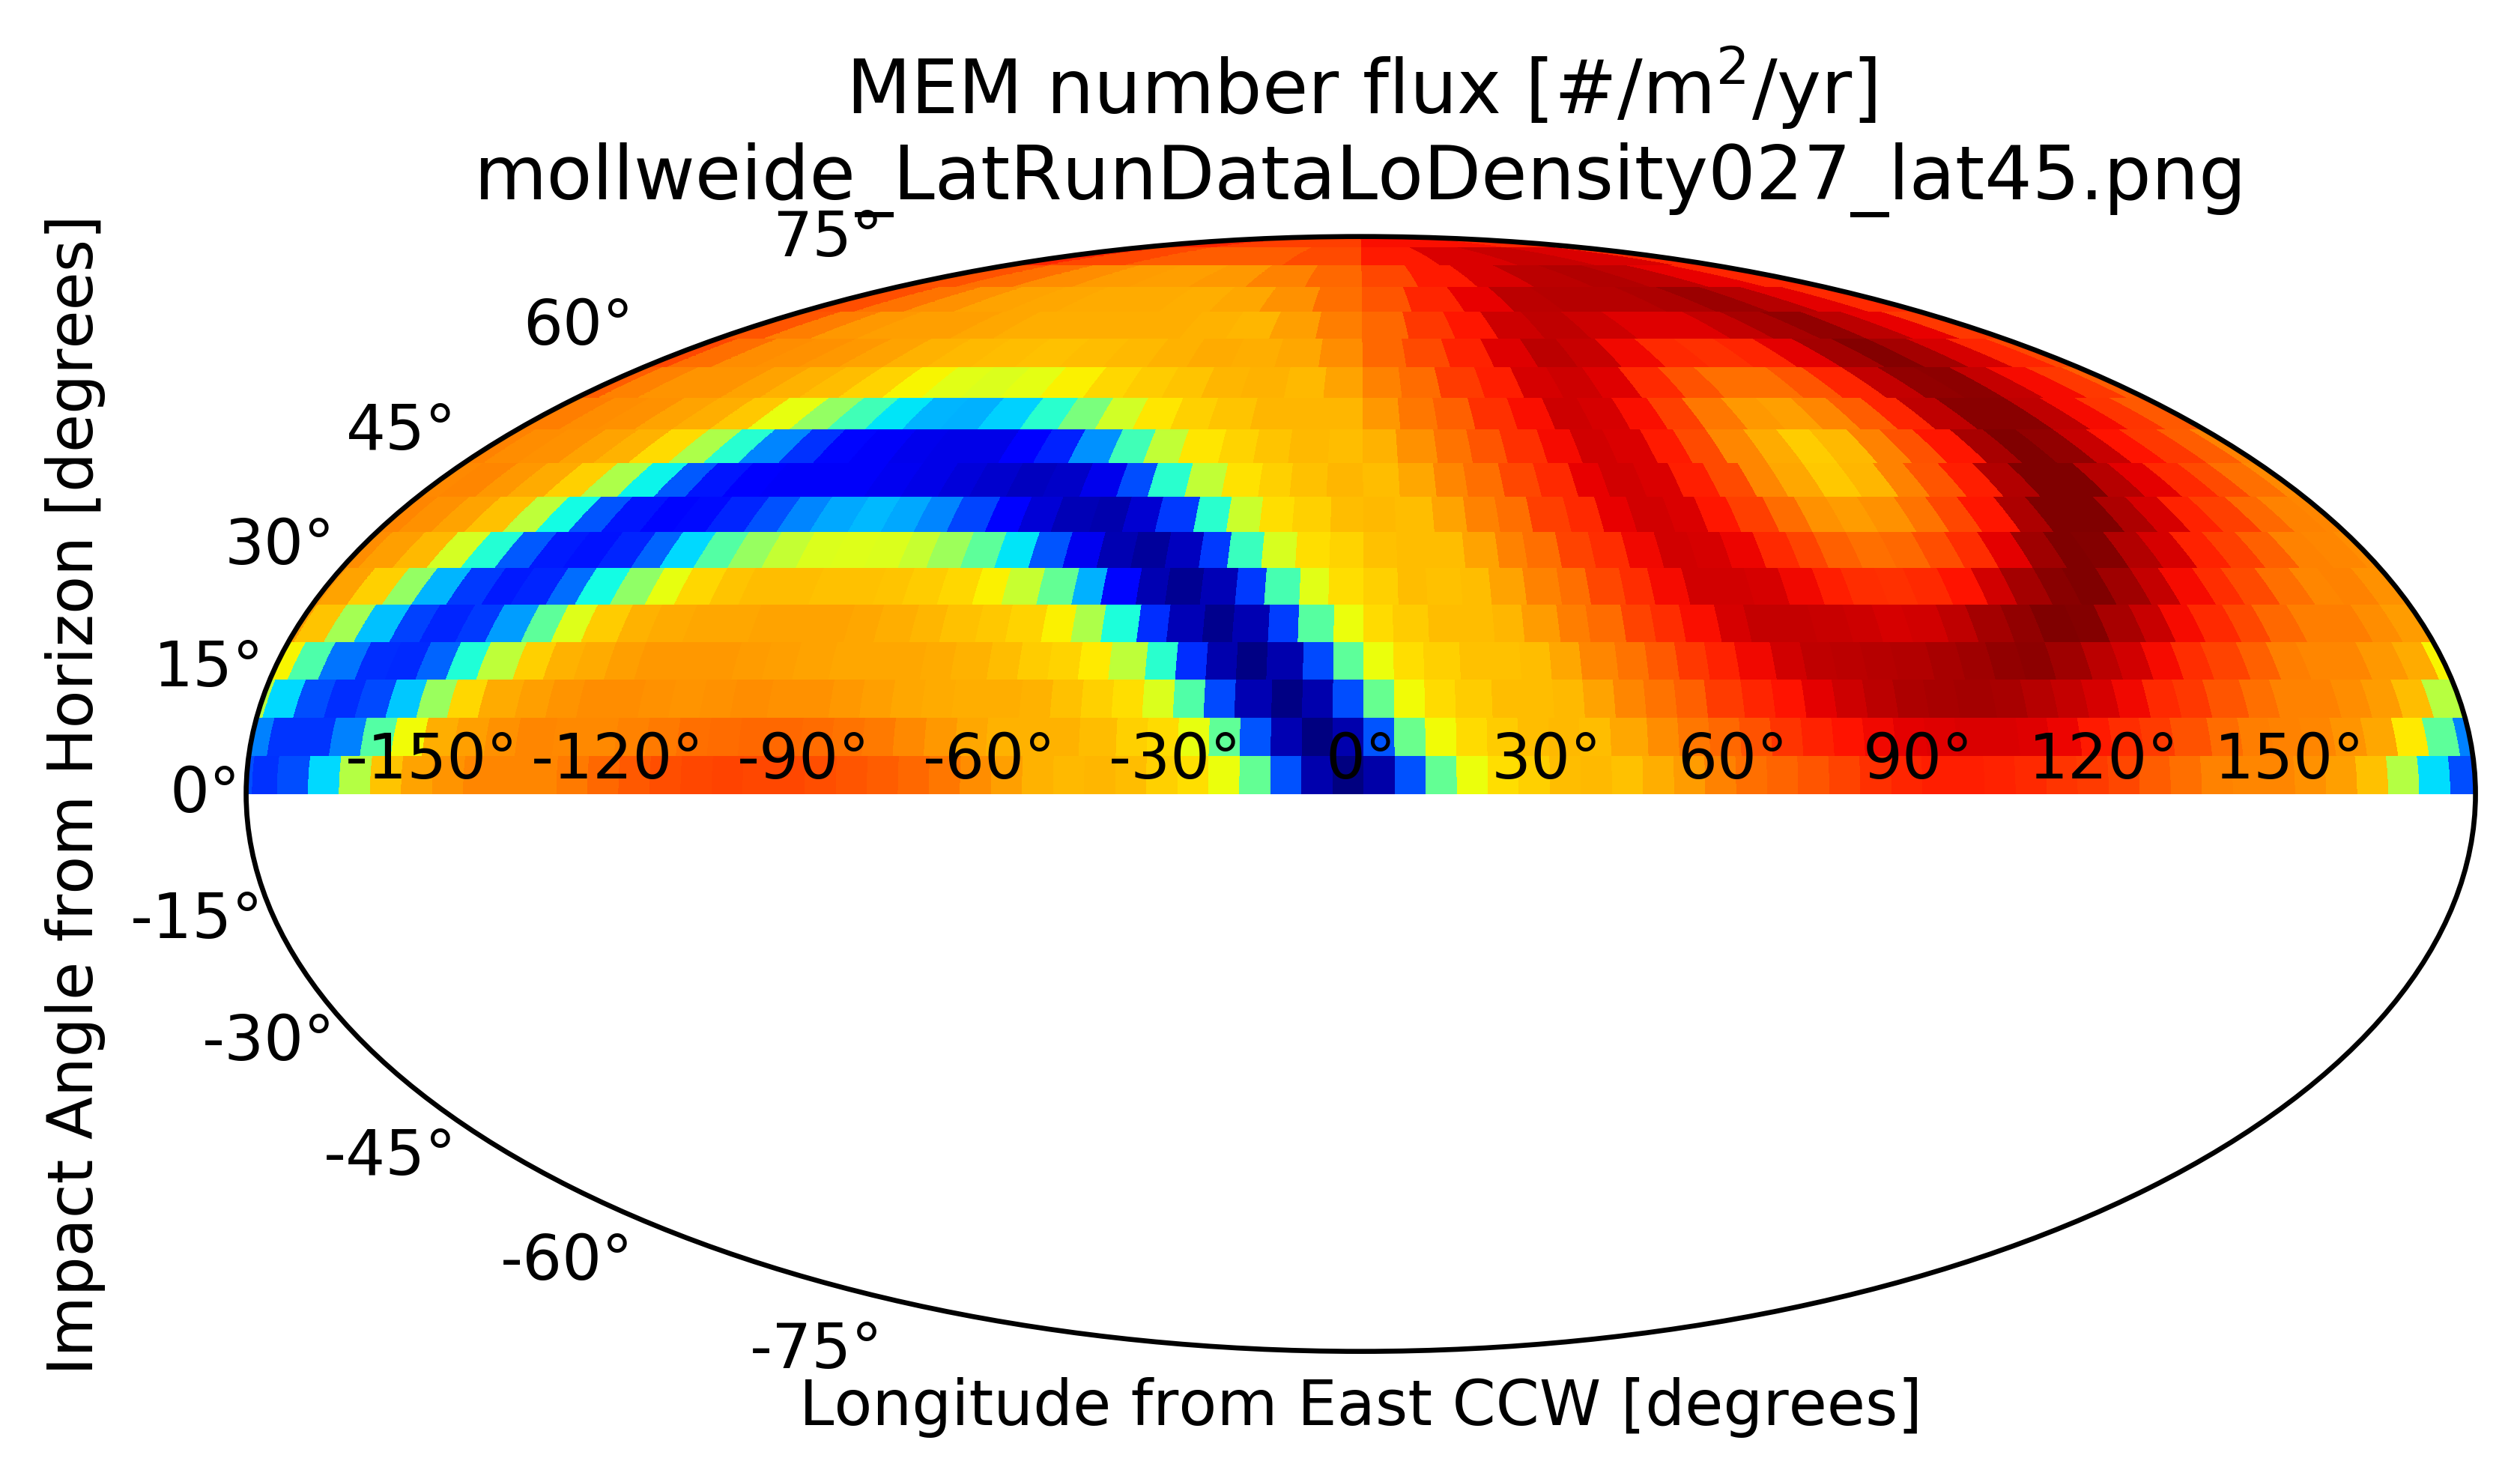 MEM number flux [#/m²/yr]
mollweide_LatRunDataLoDensity027_lat45.png
Impact Angle from Horizon [degrees]
75°
60°
45°
30°
15°
0°
-15°
-30°
-45°
-60°
-75°
-150° -120° -90° -60° -30° 0° 30° 60° 90° 120° 150°
Longitude from East CCW [degrees]